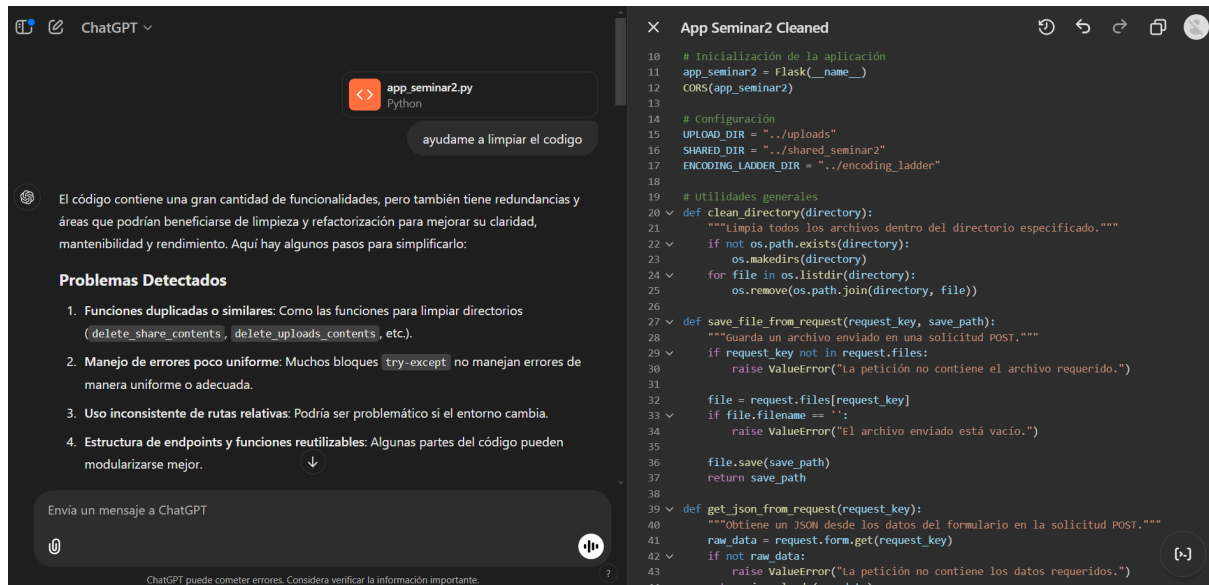 ChatGPT
app_seminar2.py
Python
ayudame a limpiar el codigo
El código contiene una gran cantidad de funcionalidades, pero también tiene redundancias y
áreas que podrían beneficiarse de limpieza y refactorización para mejorar su claridad,
mantenibilidad y rendimiento. Aquí hay algunos pasos para simplificarlo:
Problemas Detectados
1. Funciones duplicadas o similares: Como las funciones para limpiar directorios
(delete_share_contents, delete_uploads_contents, etc.).
2. Manejo de errores poco uniforme: Muchos bloques try-except no manejan errores de
manera uniforme o adecuada.
3. Uso inconsistente de rutas relativas: Podría ser problemático si el entorno cambia.
4. Estructura de endpoints y funciones reutilizables: Algunas partes del código pueden
modularizarse mejor.
Envía un mensaje a ChatGPT
ChatGPT puede cometer errores. Considera verificar la información importante.
?
App Seminar2 Cleaned
10 # Inicialización de la aplicación
11 app_seminar2 = Flask(__name__)
12 CORS(app_seminar2)
13
14 # Configuración
15 UPLOAD_DIR = "../uploads"
16 SHARED_DIR = "../shared_seminar2"
17 ENCODING_LADDER_DIR = "../encoding_ladder"
18
19 # Utilidades generales
20 def clean_directory(directory):
21 """Limpia todos los archivos dentro del directorio especificado."""
22 if not os.path.exists(directory):
23 os.makedirs(directory)
24 for file in os.listdir(directory):
25 os.remove(os.path.join(directory, file))
26
27 def save_file_from_request(request_key, save_path):
28 """Guarda un archivo enviado en una solicitud POST."""
29 if request_key not in request.files:
30 raise ValueError("La petición no contiene el archivo requerido.")
31
32 file = request.files[request_key]
33 if file.filename == '':
34 raise ValueError("El archivo enviado está vacío.")
35
36 file.save(save_path)
37 return save_path
38
39 def get_json_from_request(request_key):
40 """Obtiene un JSON desde los datos del formulario en la solicitud POST."""
41 raw_data = request.form.get(request_key)
42 if not raw_data:
43 raise ValueError("La petición no contiene los datos requeridos.")